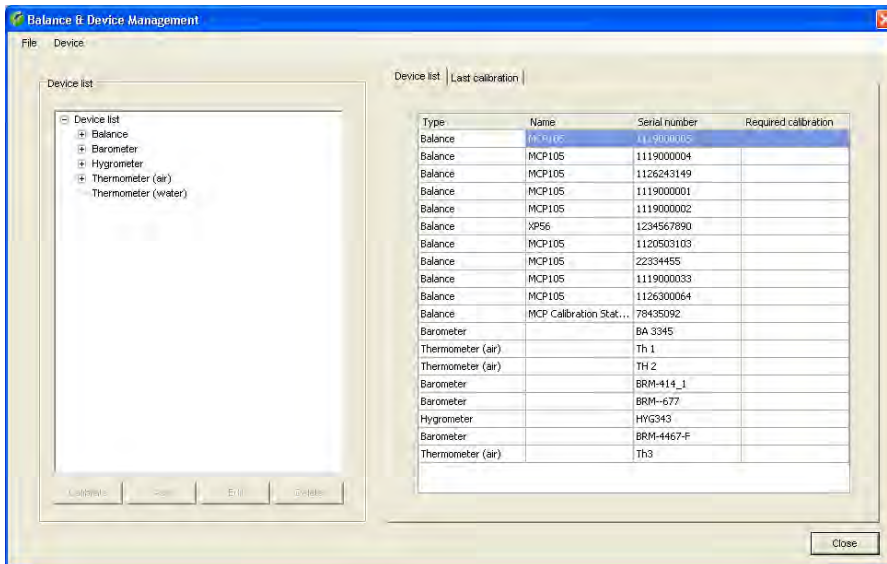 Balance & Device Management
File Device
Device list
Device list
Balance
Barometer
Hygrometer
Thermometer (air)
Thermometer (water)
Edit
Delete
Device list Last calibration
Type Name Serial number Required calibration
Balance MCP105 1119000005
Balance MCP105 1119000004
Balance MCP105 1126243149
Balance MCP105 1119000001
Balance MCP105 1119000002
Balance XP56 1234567890
Balance MCP105 1120503103
Balance MCP105 22334455
Balance MCP105 1119000033
Balance MCP105 1126300064
Balance MCP Calibration Stat... 78435092
Barometer BA 3345
Thermometer (air) Th 1
Thermometer (air) TH 2
Barometer BRM-414_1
Barometer BRM--677
Hygrometer HYG343
Barometer BRM-4467-F
Thermometer (air) Th3
Close